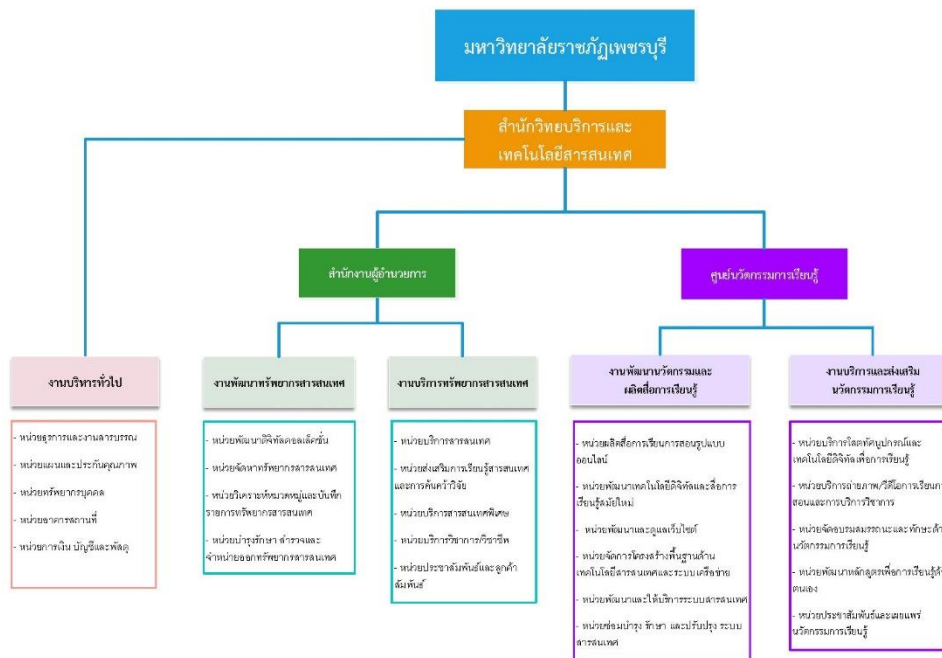 มหาวิทยาลัยราชภัฏเพชรบุรี
สำนักวิทยบริการและ
เทคโนโลยีสารสนเทศ
สำนักงานผู้อำนวยการ
ศูนย์นวัตกรรมการเรียนรู้
งานบริหารทั่วไป
- หน่วยธุรการและงานสารบรรณ
- หน่วยแผนและประกันคุณภาพ
- หน่วยทรัพยากรบุคคล
- หน่วยอาคารสถานที่
- หน่วยการเงิน บัญชีและพัสดุ
งานพัฒนาทรัพยากรสารสนเทศ
- หน่วยพัฒนาดิจิทัลคอลเล็คชั่น
- หน่วยจัดหาทรัพยากรสารสนเทศ
- หน่วยวิเคราะห์หมวดหมู่และบันทึก
รายการทรัพยากรสารสนเทศ
- หน่วยบำรุงรักษา สำรวจและ
จำหน่ายออกทรัพยากรสารสนเทศ
งานบริการทรัพยากรสารสนเทศ
- หน่วยบริการสารสนเทศ
- หน่วยส่งเสริมการเรียนรู้สารสนเทศ
และการค้นคว้าวิจัย
- หน่วยบริการสารสนเทศพิเศษ
- หน่วยบริการวิชาการ/วิชาชีพ
- หน่วยประชาสัมพันธ์และลูกค้า
สัมพันธ์
งานพัฒนานวัตกรรมและ
ผลิตสื่อการเรียนรู้
- หน่วยผลิตสื่อการเรียนการสอนรูปแบบ
ออนไลน์
- หน่วยพัฒนาเทคโนโลยีดิจิทัลและสื่อการ
เรียนรู้สมัยใหม่
- หน่วยพัฒนาและดูแลเว็บไซต์
- หน่วยจัดการโครงสร้างพื้นฐานด้าน
เทคโนโลยีสารสนเทศและระบบเครือข่าย
- หน่วยพัฒนาและให้บริการระบบสารสนเทศ
- หน่วยซ่อมบำรุง รักษา และปรับปรุง ระบบ
สารสนเทศ
งานบริการและส่งเสริม
นวัตกรรมการเรียนรู้
- หน่วยบริการโสตทัศนูปกรณ์และ
เทคโนโลยีดิจิทัลเพื่อการเรียนรู้
- หน่วยบริการถ่ายภาพ/วีดีโอการเรียนการ
สอนและการบริการวิชาการ
- หน่วยจัดอบรมสมรรถนะและทักษะด้าน
นวัตกรรมการเรียนรู้
- หน่วยพัฒนาหลักสูตรเพื่อการเรียนรู้ด้วย
ตนเอง
- หน่วยประชาสัมพันธ์และเผยแพร่
นวัตกรรมการเรียนรู้